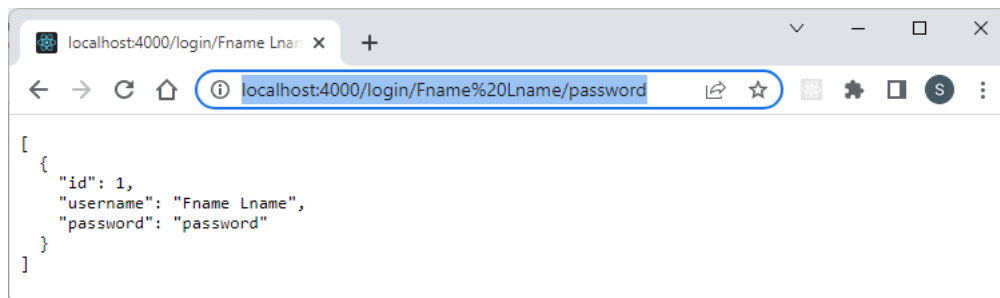 localhost:4000/login/Fname Lnam
localhost:4000/login/Fname%20Lname/password
S
[
  {
    "id": 1,
    "username": "Fname Lname",
    "password": "password"
  }
]